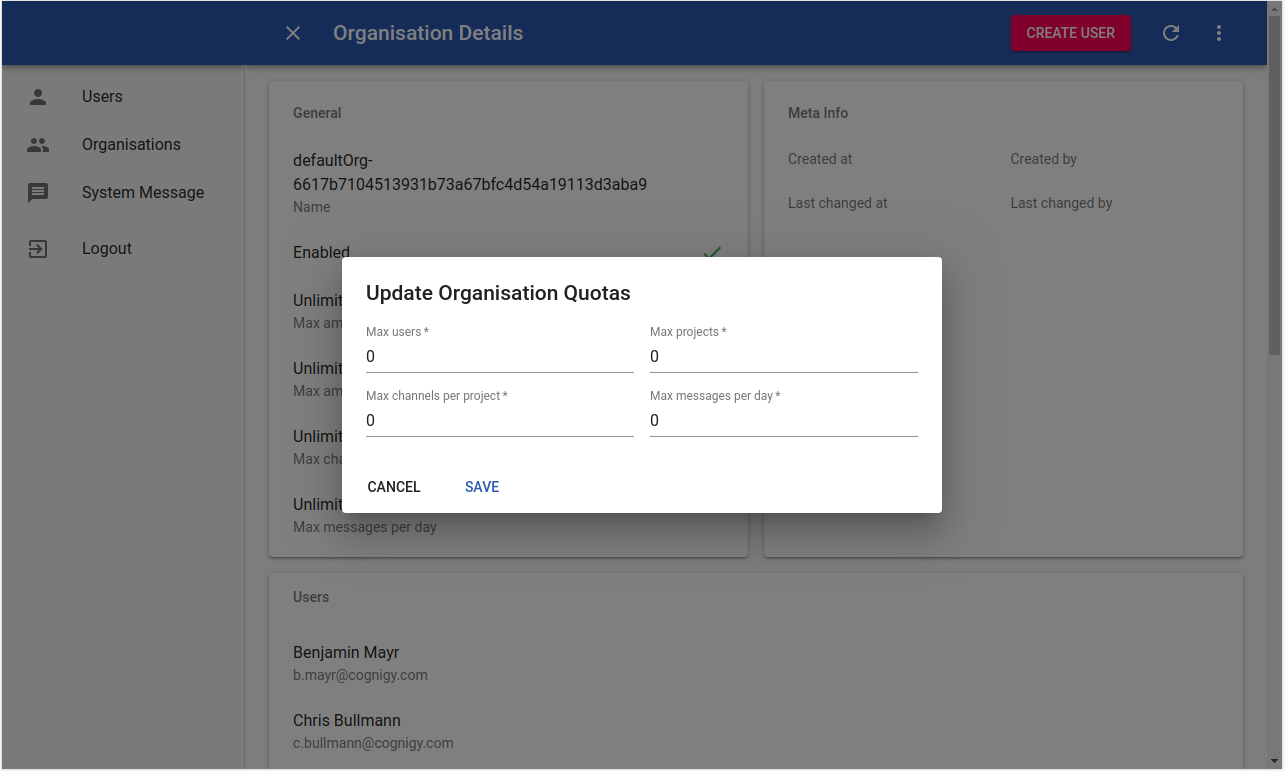 Organisation Details
CREATE USER
Users
Organisations
System Message
Logout
General
defaultOrg-
6617b7104513931b73a67bfc4d54a19113d3aba9
Name
Enabled
Unlimit
Max am
Unlimit
Max am
Unlimit
Max cha
Unlimit
Max messages per day
Meta Info
Created at
Created by
Last changed at
Last changed by
Update Organisation Quotas
Max users *
0
Max projects *
0
Max channels per project *
0
Max messages per day *
0
CANCEL
SAVE
Users
Benjamin Mayr
b.mayr@cognigy.com
Chris Bullmann
c.bullmann@cognigy.com